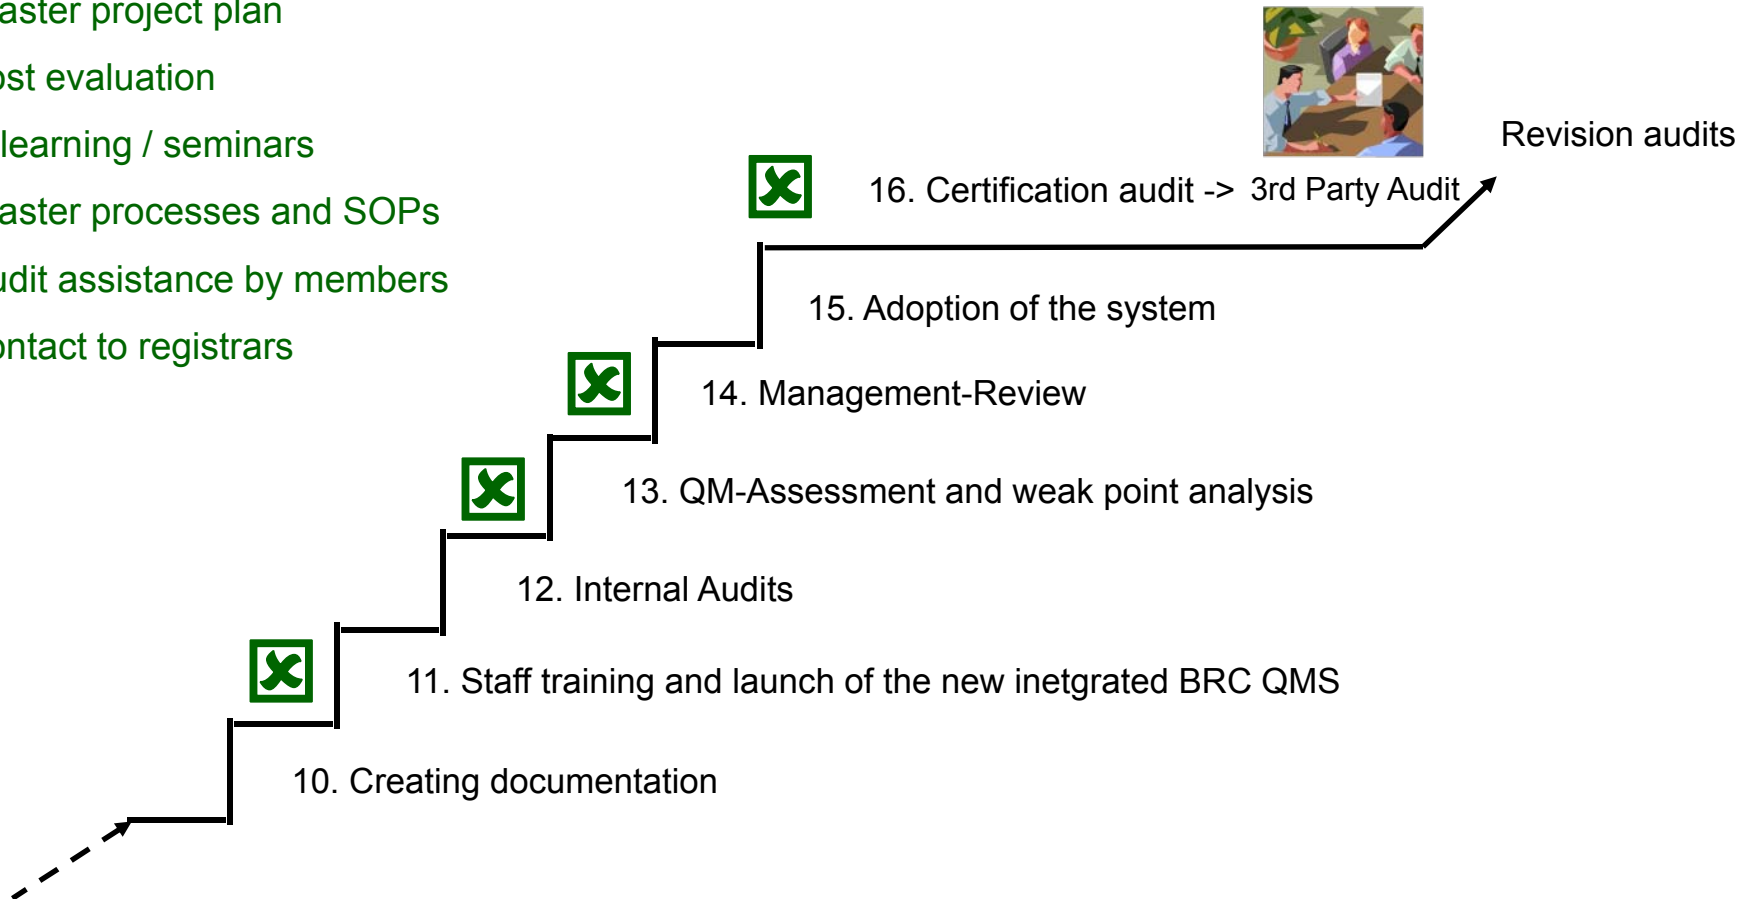 aster project plan
ost evaluation
learning / seminars
aster processes and SOPs
udit assistance by members
ontact to registrars
Revision audits
16. Certification audit -> 3rd Party Audit
15. Adoption of the system
14. Management-Review
13. QM-Assessment and weak point analysis
12. Internal Audits
11. Staff training and launch of the new inetgrated BRC QMS
10. Creating documentation